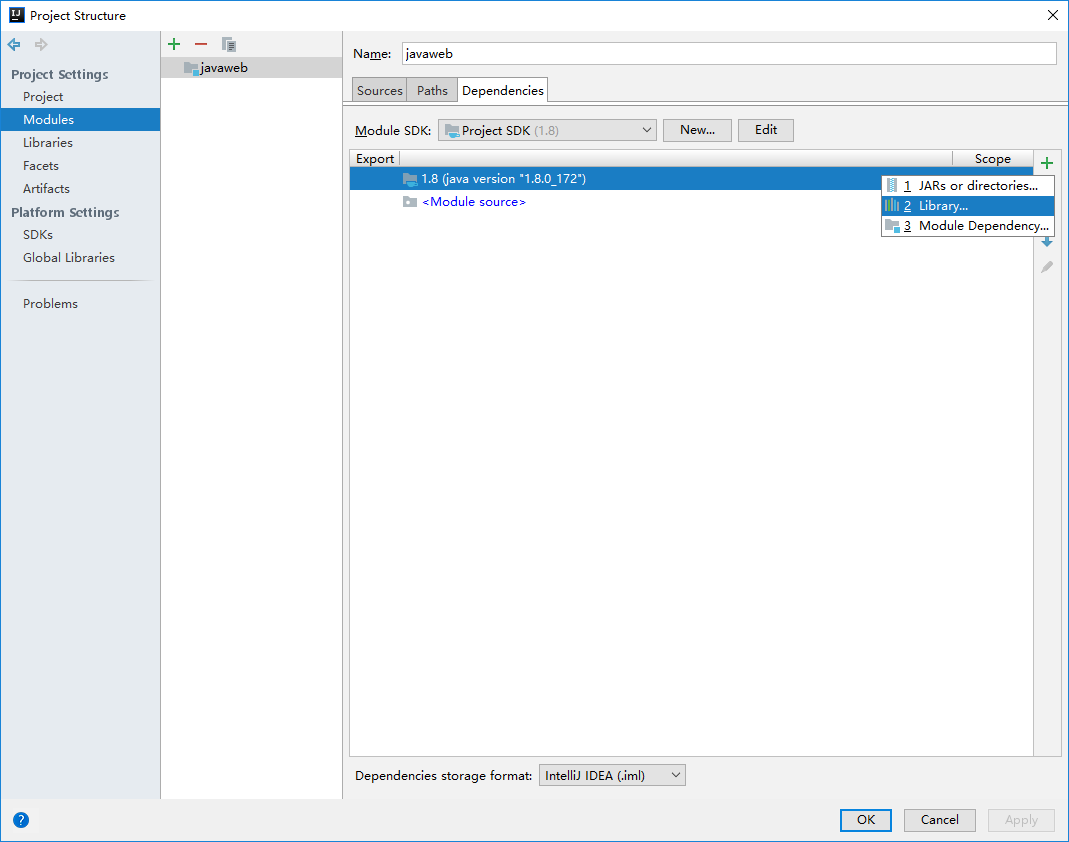 Project Structure
Project Settings
Project
Modules
Libraries
Facets
Artifacts
Platform Settings
SDKs
Global Libraries
Problems
javaweb
Name: javaweb
Sources Paths Dependencies
Module SDK: Project SDK (1.8) New... Edit
Export Scope
1.8 (java version "1.8.0_172")
<Module source>
1 JARs or directories...
2 Library...
3 Module Dependency...
Dependencies storage format: IntelliJ IDEA (.iml)
? OK Cancel Apply